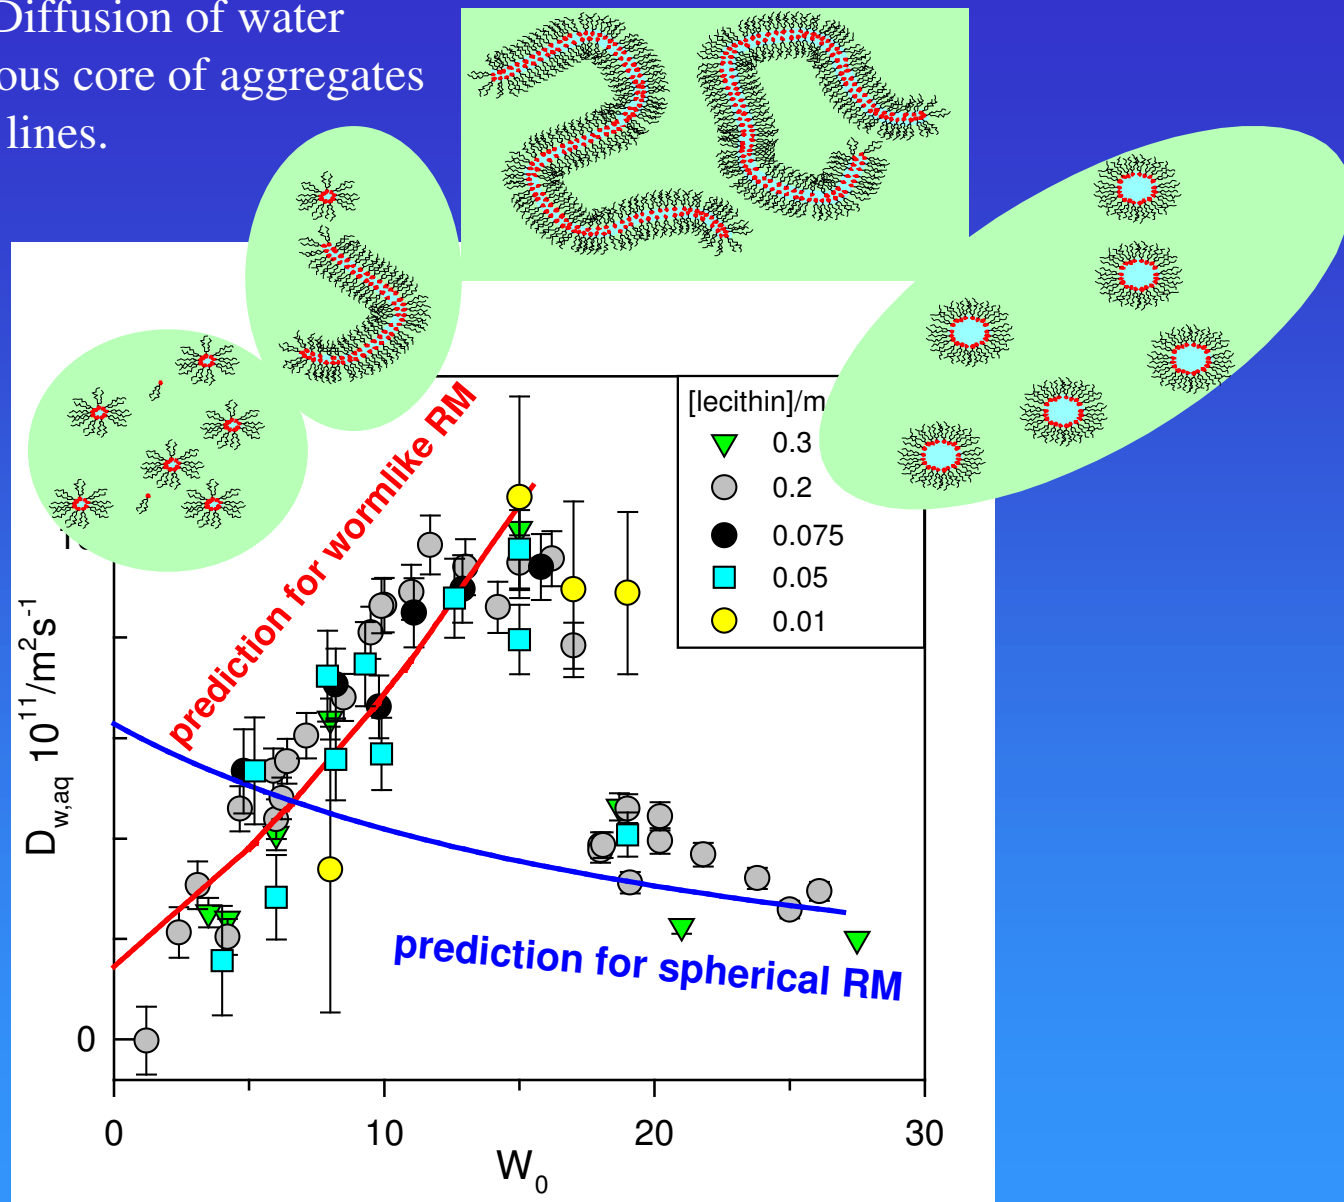 Diffusion of water
ous core of aggregates
lines.
prediction for wormlike RM
[lecithin]/m
0.3
0.2
0.075
0.05
0.01
D_{w,aq} 10^{11}/m^2s^{-1}
0
prediction for spherical RM
0 10 20 30
W_0